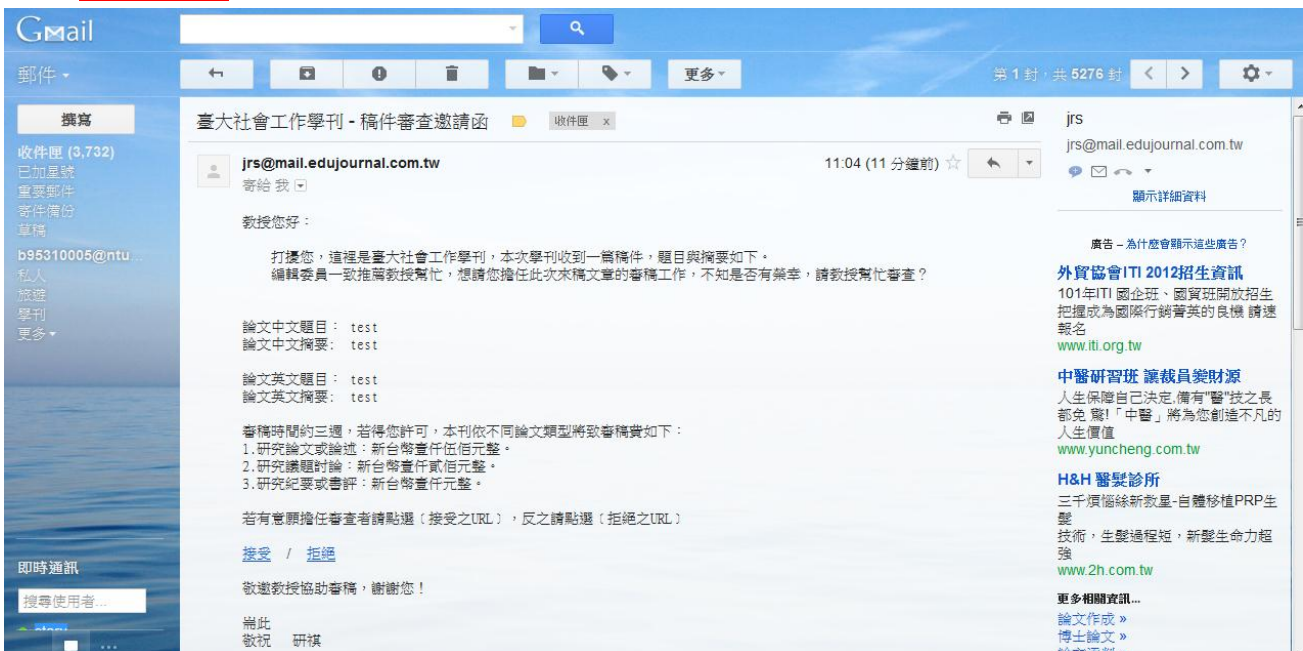 Gmail
郵件
更多
第 1 封，共 5276 封
撰寫
收件匣 (3,732)
已加星號
重要郵件
寄件備份
草稿
b95310005@ntu...
私人
旅遊
學刊
更多
即時通訊
搜尋使用者...
臺大社會工作學刊 - 稿件審查邀請函
收件匣 x
jrs@mail.edujournal.com.tw
11:04 (11 分鐘前)
寄給 我
教授您好：
打擾您，這裡是臺大社會工作學刊，本次學刊收到一篇稿件，題目與摘要如下。
編輯委員一致推薦教授幫忙，想請您擔任此次來稿文章的審稿工作，不知是否有榮幸，請教授幫忙審查？
論文中文題目： test
論文中文摘要: test
論文英文題目： test
論文英文摘要: test
審稿時間約三週，若得您許可，本刊依不同論文類型將致審稿費如下：
1.研究論文或論述：新台幣壹仟伍佰元整。
2.研究議題討論：新台幣壹仟貳佰元整。
3.研究紀要或書評：新台幣壹仟元整。
若有意願擔任審查者請點選﹝接受之URL﹞，反之請點選﹝拒絕之URL﹞
接受 / 拒絕
敬邀教授協助審稿，謝謝您！
耑此
敬祝 研祺
jrs
jrs@mail.edujournal.com.tw
顯示詳細資料
廣告 – 為什麼會顯示這些廣告？
外貿協會ITI 2012招生資訊
101年ITI 國企班、國貿班開放招生
把握成為國際行銷菁英的良機 請速
報名
www.iti.org.tw
中醫研習班 讓裁員變財源
人生保障自己決定,備有"醫"技之長
都免 驚!「中醫」將為您創造不凡的
人生價值
www.yuncheng.com.tw
H&H 醫髮診所
三千煩惱絲新救星-自體移植PRP生
髮
技術，生髮過程短，新髮生命力超
強
www.2h.com.tw
更多相關資訊...
論文作成 »
博士論文 »